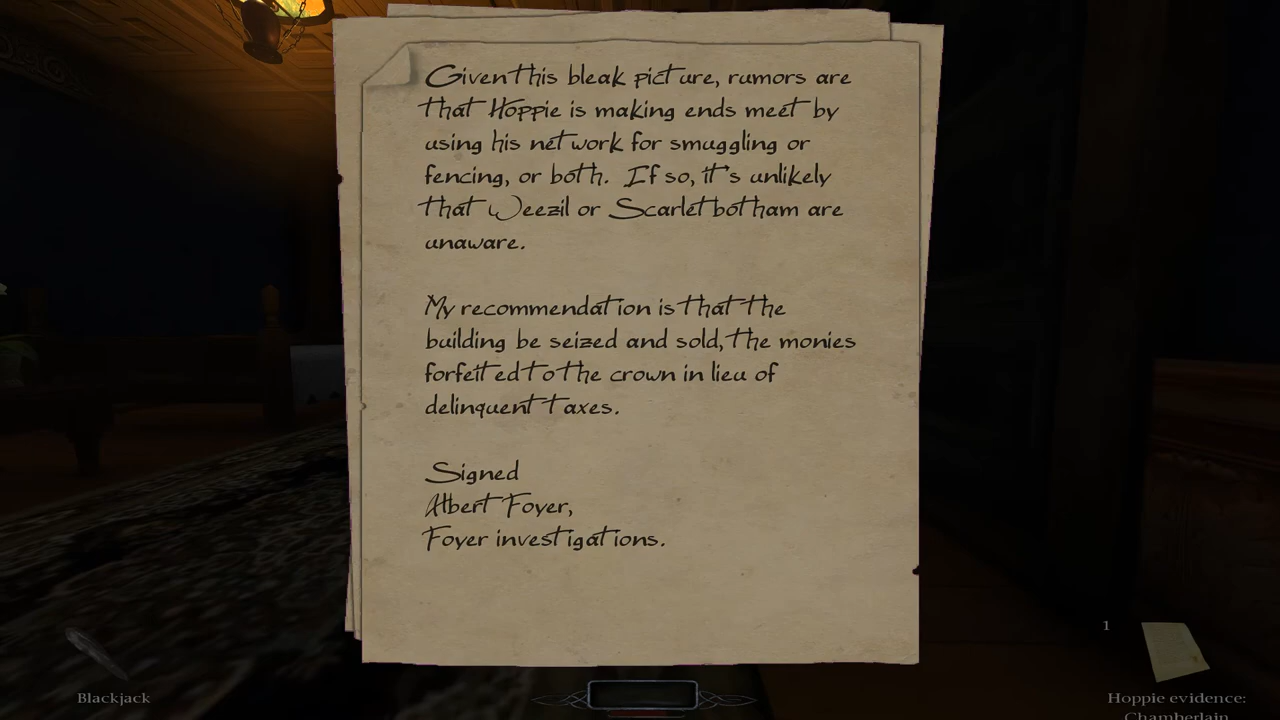 Given this bleak picture, rumors are
that Hoppie is making ends meet by
using his network for smuggling or
fencing, or both. If so, it's unlikely
that Weezil or Scarletbotham are
unaware.
My recommendation is that the
building be seized and sold, the monies
forfeited to the crown in lieu of
delinquent taxes.
Signed
Albert Foyer,
Foyer investigations.
1
Blackjack
Hoppie evidence:
Chamberlain